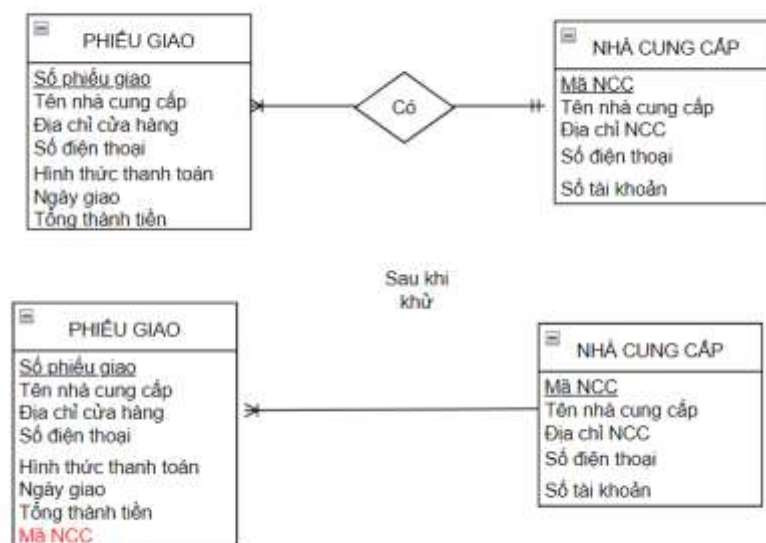 PHIẾU GIAO
Số phiếu giao
Tên nhà cung cấp
Địa chỉ cửa hàng
Số điện thoại
Hình thức thanh toán
Ngày giao
Tổng thành tiền
Có
NHÀ CUNG CẤP
Mã NCC
Tên nhà cung cấp
Địa chỉ NCC
Số điện thoại
Số tài khoản
Sau khi
khử
PHIẾU GIAO
Số phiếu giao
Tên nhà cung cấp
Địa chỉ cửa hàng
Số điện thoại
Hình thức thanh toán
Ngày giao
Tổng thành tiền
Mã NCC
NHÀ CUNG CẤP
Mã NCC
Tên nhà cung cấp
Địa chỉ NCC
Số điện thoại
Số tài khoản